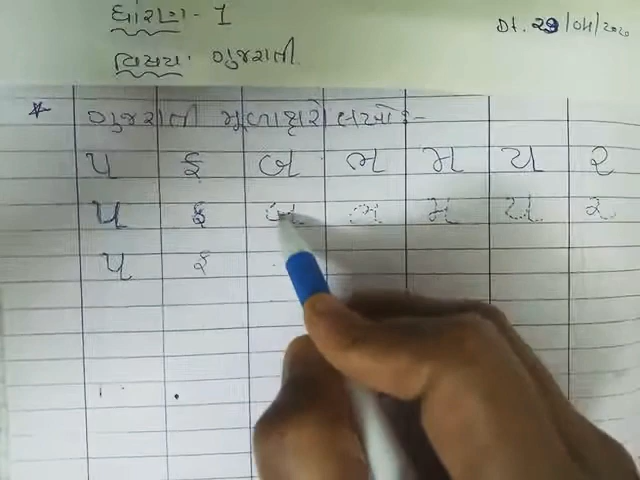 ધોરણ - 1
Dt. 29/04/2020
વિષય: ગુજરાતી
* ગુજરાતી મૂળાક્ષરો લખો :-
પ ફ બ ભ મ ય ર
પ ફ બ ભ મ ય ર
પ ફ